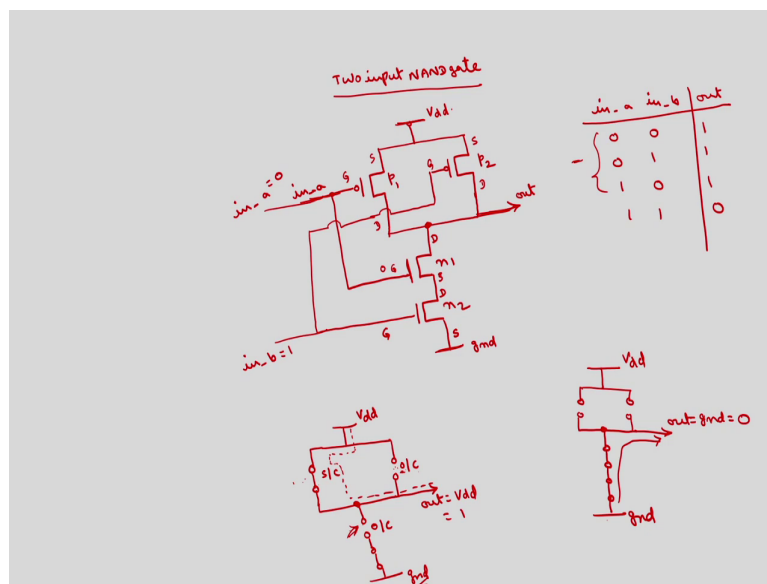 Two input NAND gate
Vdd
in_a in_b out
0 0 1
0 1 1
1 0 1
1 1 0
in_a=0
in_a
G
S
P1
G
S
P2
D
D
out
D
0 G
n1
S
D
n2
G
S
gnd
in_b=1
Vdd
S/C
O/C
out=Vdd
= 1
O/C
gnd
Vdd
out=gnd=0
gnd